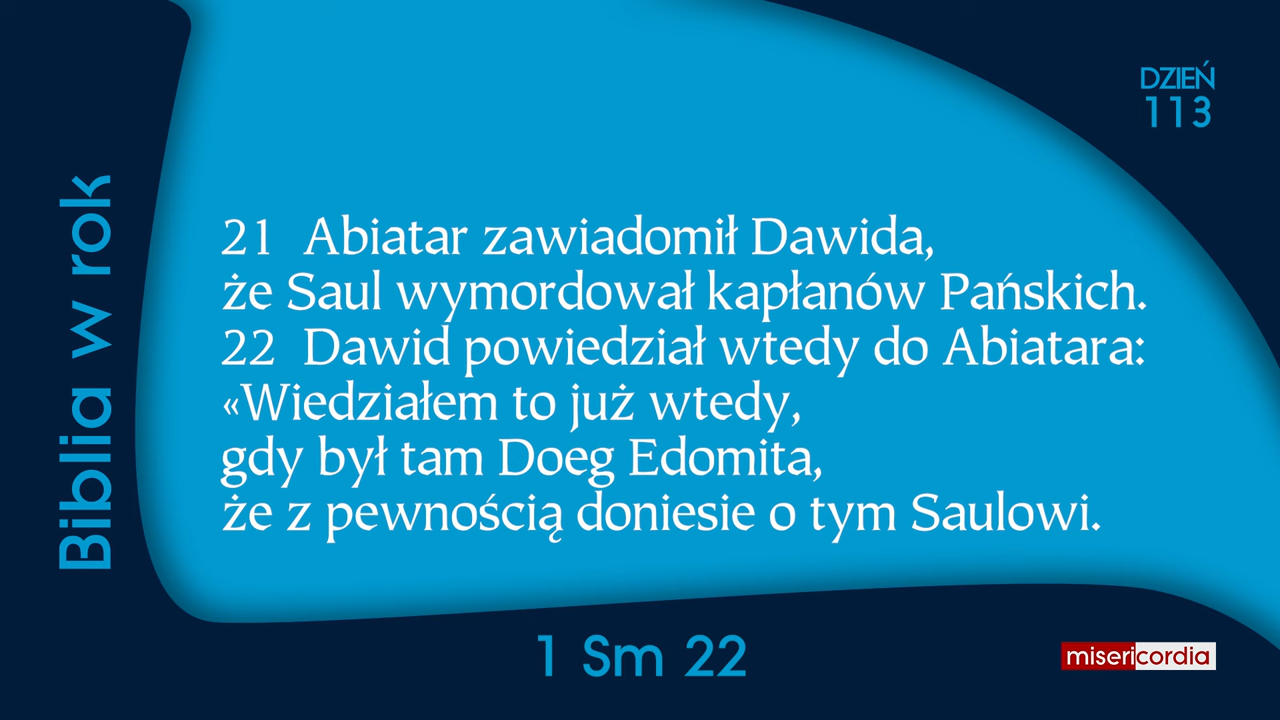 DZIEŃ
113
Biblia w rok
21 Abiatar zawiadomił Dawida,
że Saul wymordował kapłanów Pańskich.
22 Dawid powiedział wtedy do Abiatara:
«Wiedziałem to już wtedy,
gdy był tam Doeg Edomita,
że z pewnością doniesie o tym Saulowi.
1 Sm 22
misericordia